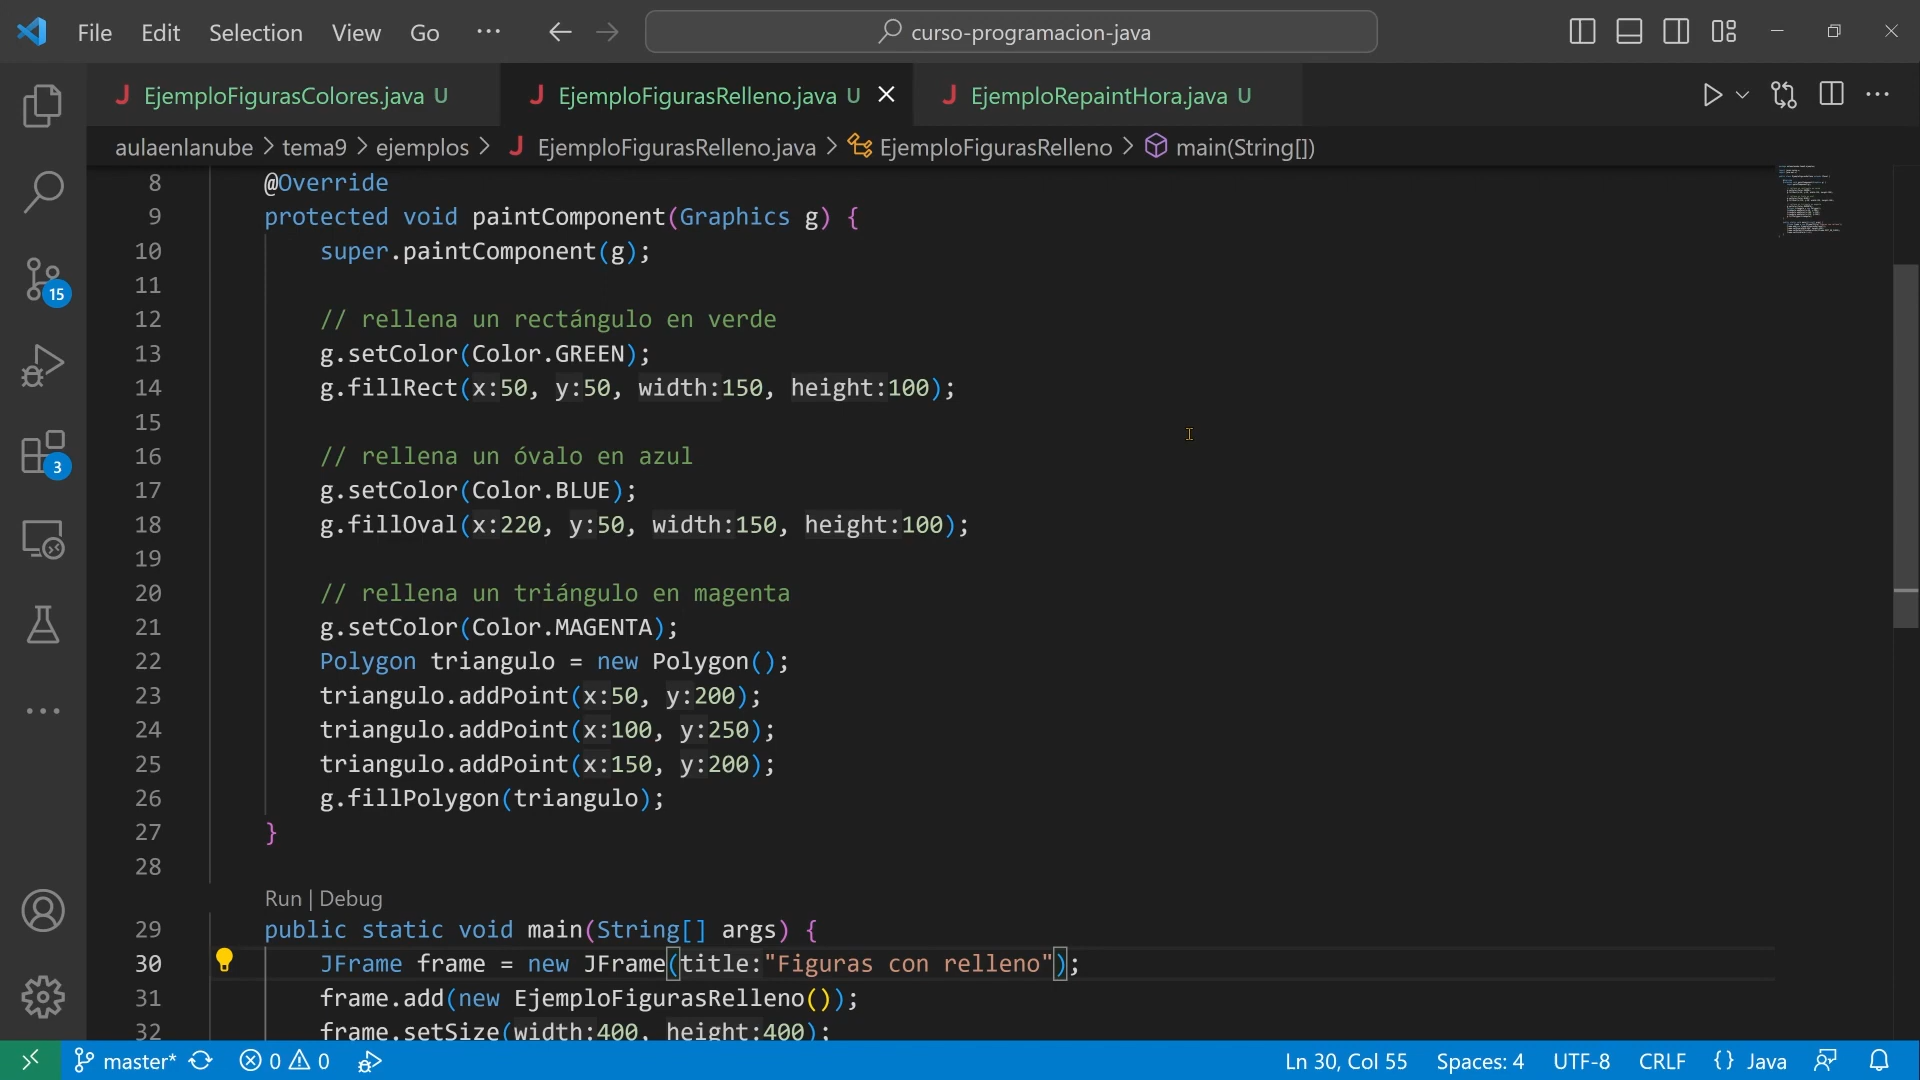 File Edit Selection View Go ··· curso-programacion-java
EjemploFigurasColores.java U EjemploFigurasRelleno.java U EjemploRepaintHora.java U
aulaenlanube > tema9 > ejemplos > EjemploFigurasRelleno.java > EjemploFigurasRelleno > main(String[])
8 @Override
9 protected void paintComponent(Graphics g) {
10 super.paintComponent(g);
11
12 // rellena un rectángulo en verde
13 g.setColor(Color.GREEN);
14 g.fillRect(x:50, y:50, width:150, height:100);
15
16 // rellena un óvalo en azul
17 g.setColor(Color.BLUE);
18 g.fillOval(x:220, y:50, width:150, height:100);
19
20 // rellena un triángulo en magenta
21 g.setColor(Color.MAGENTA);
22 Polygon triangulo = new Polygon();
23 triangulo.addPoint(x:50, y:200);
24 triangulo.addPoint(x:100, y:250);
25 triangulo.addPoint(x:150, y:200);
26 g.fillPolygon(triangulo);
27 }
28
Run | Debug
29 public static void main(String[] args) {
30 JFrame frame = new JFrame(title:"Figuras con relleno");
31 frame.add(new EjemploFigurasRelleno());
32 frame.setSize(width:400, height:400);
15
3
master* 0 0 Ln 30, Col 55 Spaces: 4 UTF-8 CRLF {} Java